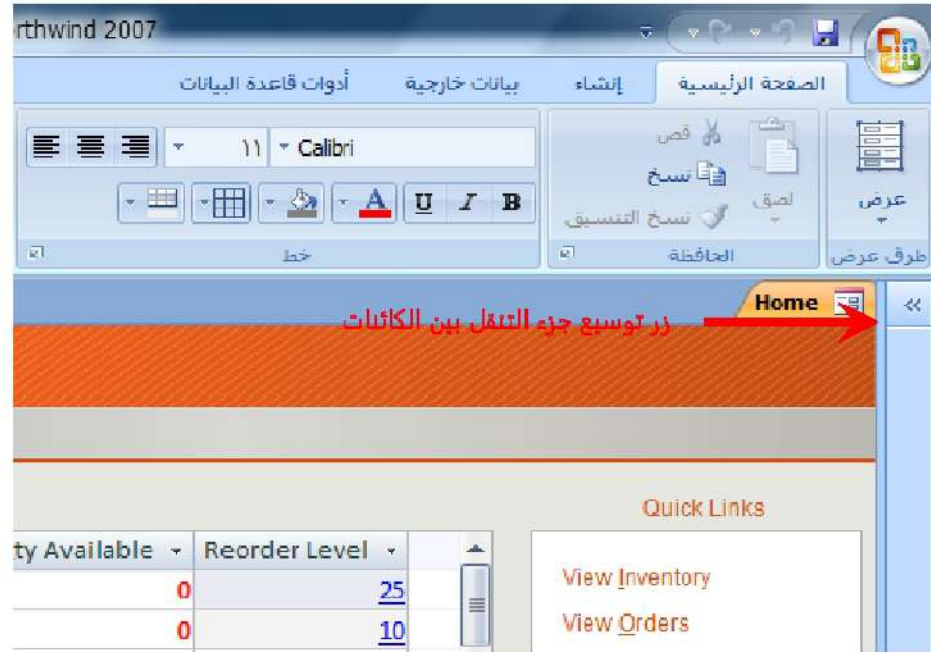 rthwind 2007
الصفحة الرئيسية
إنشاء
بيانات خارجية
أدوات قاعدة البيانات
عرض
لصق
قص
نسخ
نسخ التنسيق
Calibri
١١
B I U A
طرق عرض
الحافظة
خط
Home
زر توسيع جزء التنقل بين الكائنات
Quick Links
ty Available Reorder Level
0 25
0 10
View Inventory
View Orders